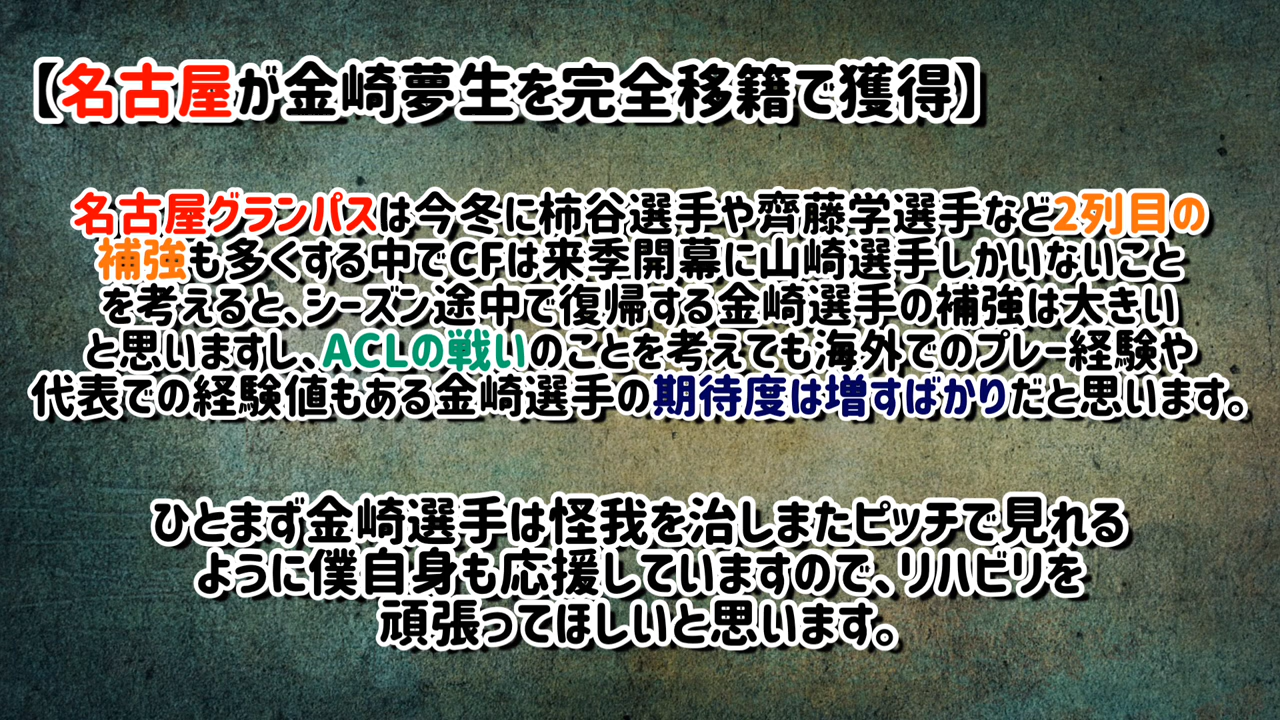 【名古屋が金崎夢生を完全移籍で獲得】
名古屋グランパスは今冬に柿谷選手や齊藤学選手など2列目の
補強も多くする中でCFは来季開幕に山崎選手しかいないこと
を考えると、シーズン途中で復帰する金崎選手の補強は大きい
と思いますし、ACLの戦いのことを考えても海外でのプレー経験や
代表での経験値もある金崎選手の期待度は増すばかりだと思います。
ひとまず金崎選手は怪我を治しまたピッチで見れる
ように僕自身も応援していますので、リハビリを
頑張ってほしいと思います。